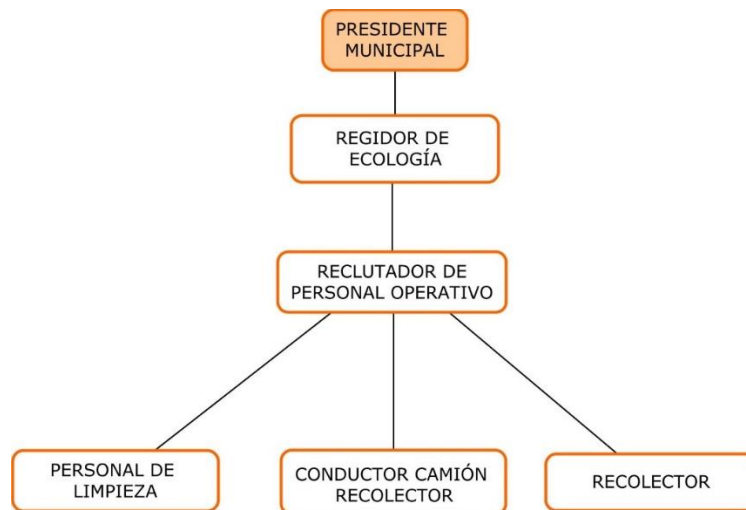 PRESIDENTE
MUNICIPAL
REGIDOR DE
ECOLOGÍA
RECLUTADOR DE
PERSONAL OPERATIVO
PERSONAL DE
LIMPIEZA
CONDUCTOR CAMIÓN
RECOLECTOR
RECOLECTOR